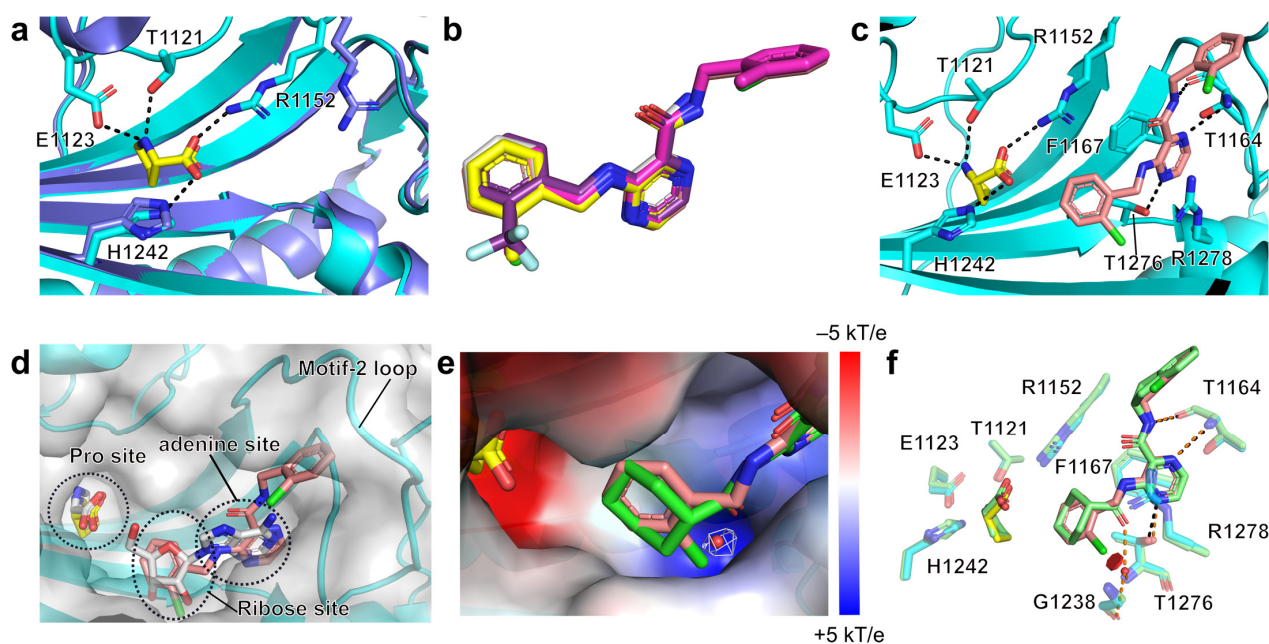 a
T1121
E1123
R1152
H1242
b
c
R1152
T1121
E1123
F1167
T1164
H1242
T1276
R1278
d
Motif-2 loop
adenine site
Pro site
Ribose site
e
–5 kT/e
+5 kT/e
f
R1152
T1164
E1123
T1121
F1167
R1278
H1242
G1238
T1276